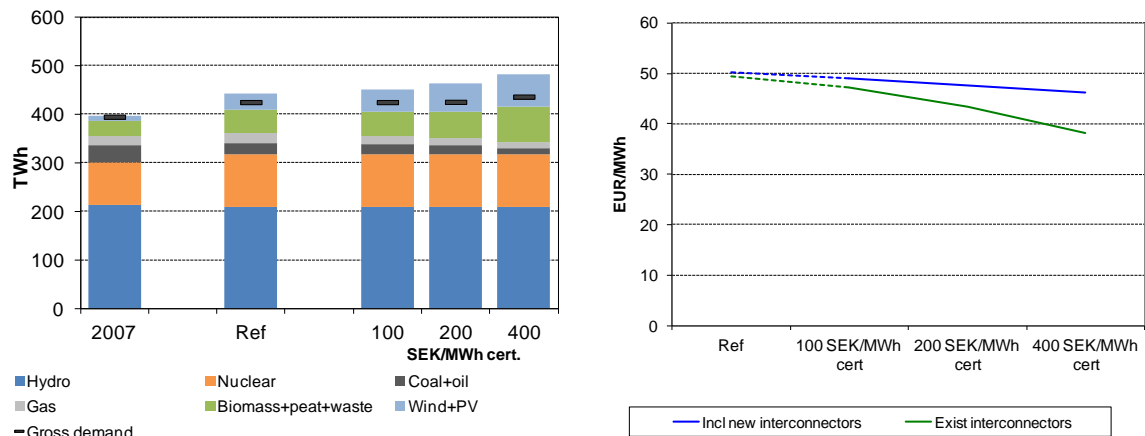 600
500
400
300
200
100
0
TWh
2007 Ref 100 200 400
SEK/MWh cert.
Hydro Nuclear Coal+oil
Gas Biomass+peat+waste Wind+PV
Gross demand
60
50
40
30
20
10
0
EUR/MWh
Ref 100 SEK/MWh 200 SEK/MWh 400 SEK/MWh
cert cert cert
Incl new interconnectors Exist interconnectors